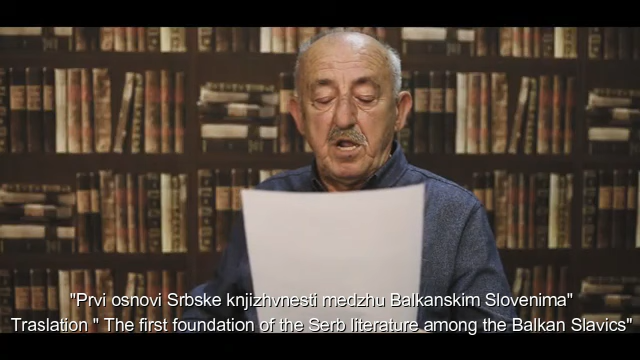 "Prvi osnovi Srbske knjizhvnesti medzhu Balkanskim Slovenima"
Traslation " The first foundation of the Serb literature among the Balkan Slavics"